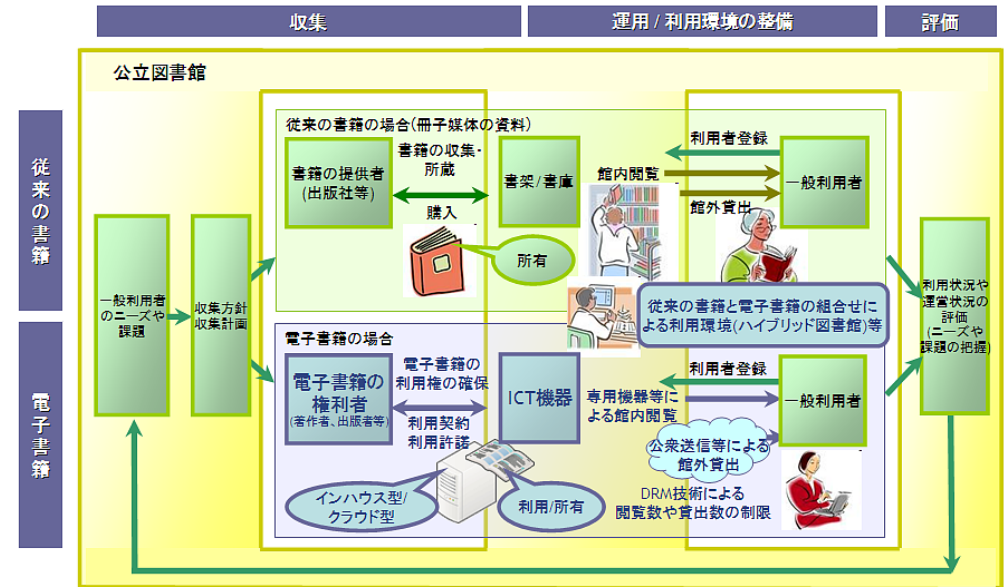 収集
運用 / 利用環境の整備
評価
公立図書館
従来の書籍
電子書籍
従来の書籍の場合(冊子媒体の資料)
書籍の提供者
(出版社等)
書籍の収集・
所蔵
購入
所有
書架/書庫
利用者登録
館内閲覧
館外貸出
一般利用者
一般利用者
のニーズや
課題
収集方針
収集計画
従来の書籍と電子書籍の組合せに
よる利用環境(ハイブリッド図書館)等
利用状況や
運営状況の
評価
(ニーズや
課題の把握)
電子書籍の場合
電子書籍の
権利者
(著作者、出版者等)
電子書籍の
利用権の確保
利用契約
利用許諾
ICT機器
利用者登録
専用機器等に
よる館内閲覧
一般利用者
公衆送信等による
館外貸出
インハウス型/
クラウド型
利用/所有
DRM技術による
閲覧数や貸出数の制限